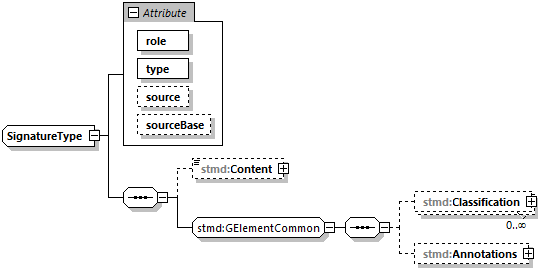 Attribute
role
type
source
sourceBase
SignatureType
stmd:Content
stmd:GElementCommon
stmd:Classification
0..∞
stmd:Annotations